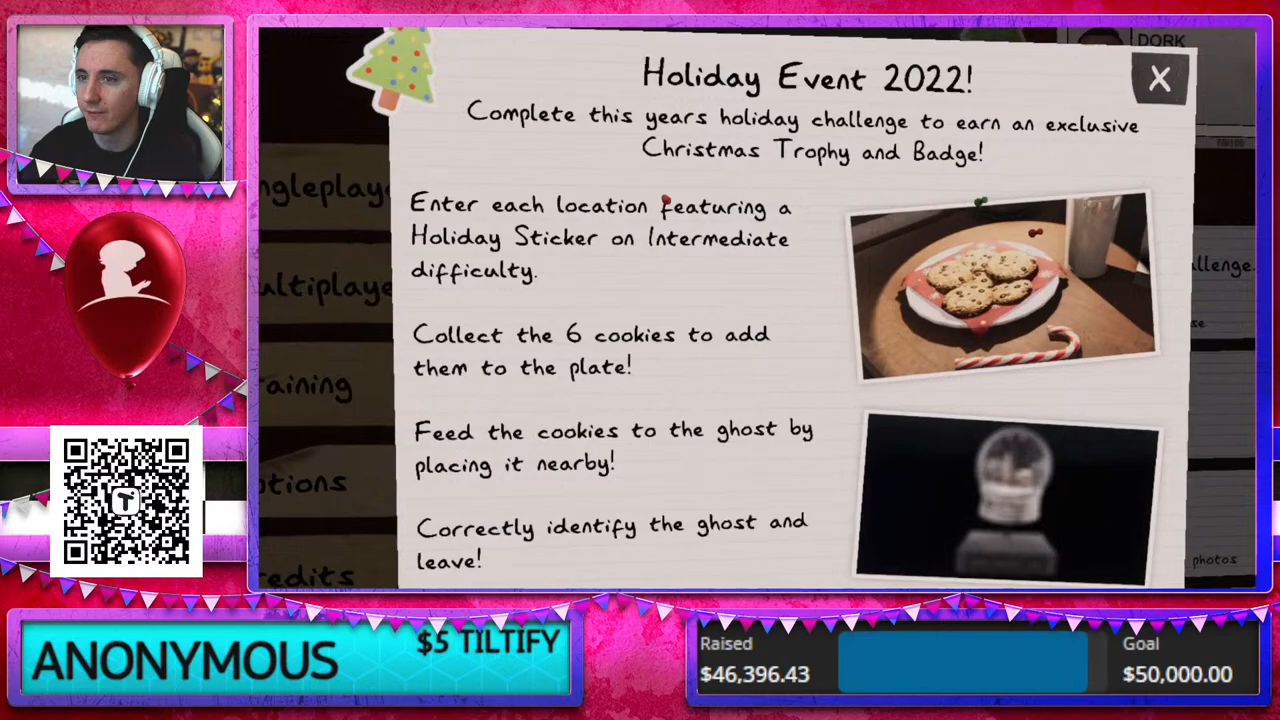 DORK
Holiday Event 2022!
X
Complete this years holiday challenge to earn an exclusive
Christmas Trophy and Badge!
ngleplaye
Enter each location featuring a
Holiday Sticker on Intermediate
difficulty.
ultiplaye
allenge.
se
Collect the 6 cookies to add
them to the plate!
aining
Feed the cookies to the ghost by
placing it nearby!
tions
T
Correctly identify the ghost and
leave!
photos
edits
ANONYMOUS
$5 TILTIFY
Raised
$46,396.43
Goal
$50,000.00